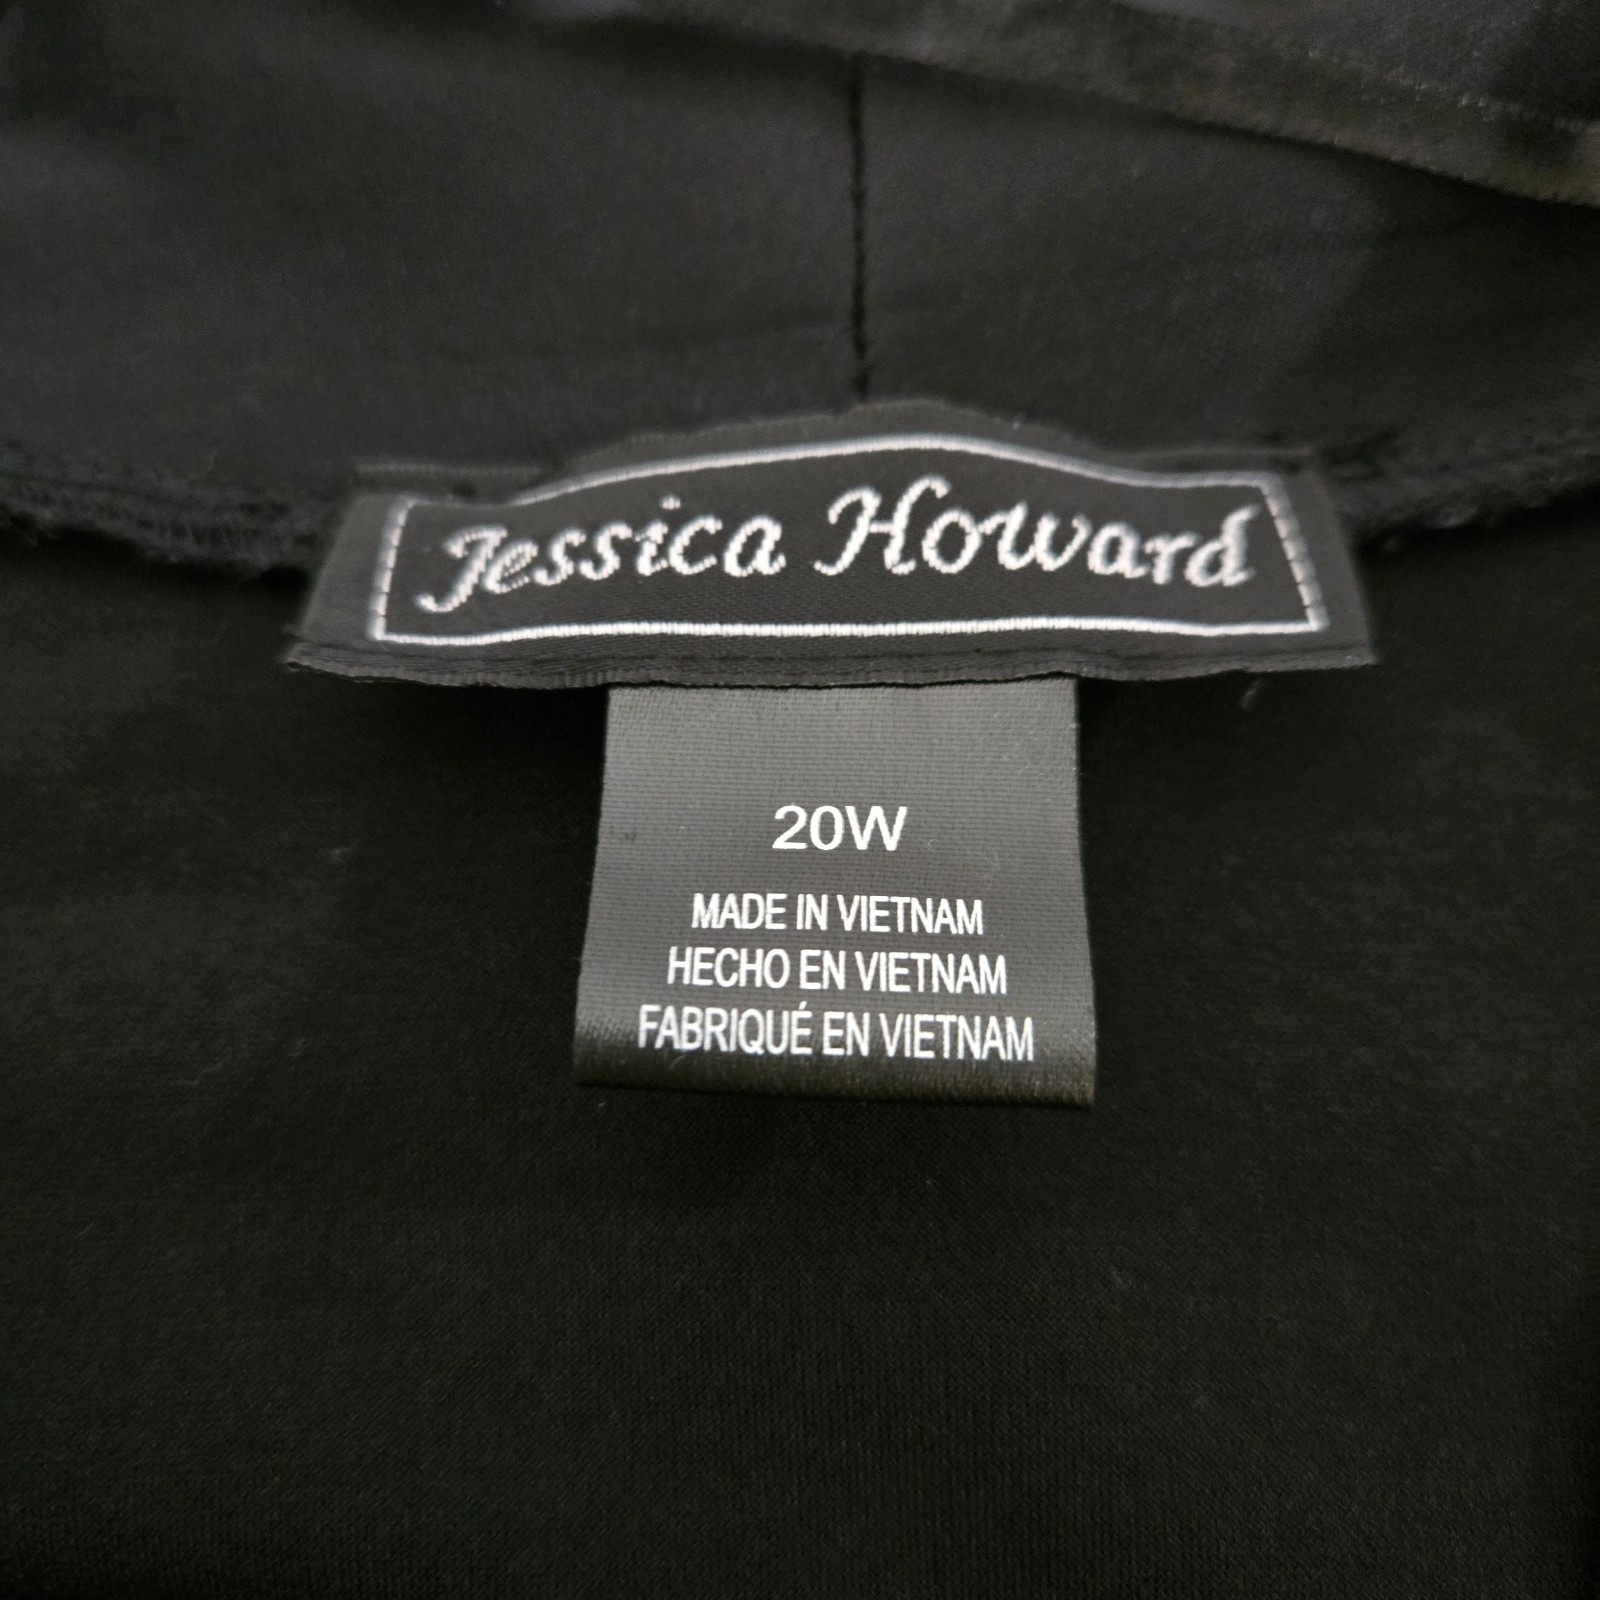 Jessica Howard
20W
MADE IN VIETNAM
HECHO EN VIETNAM
FABRIQUÉ EN VIETNAM